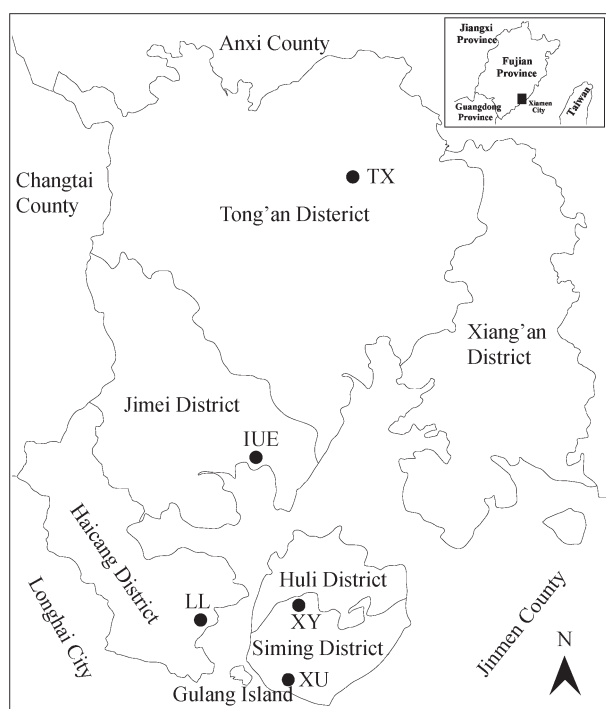 Anxi County
Jiangxi
Province
Fujian
Province
Guangdong
Province
Xiamen
City
Taiwan
Changtai
County
TX
Tong'an Disterict
Xiang'an
District
Jimei District
IUE
Haicang District
Longhai City
LL
Huli District
XY
Siming District
XU
Gulang Island
Jinmen County
N